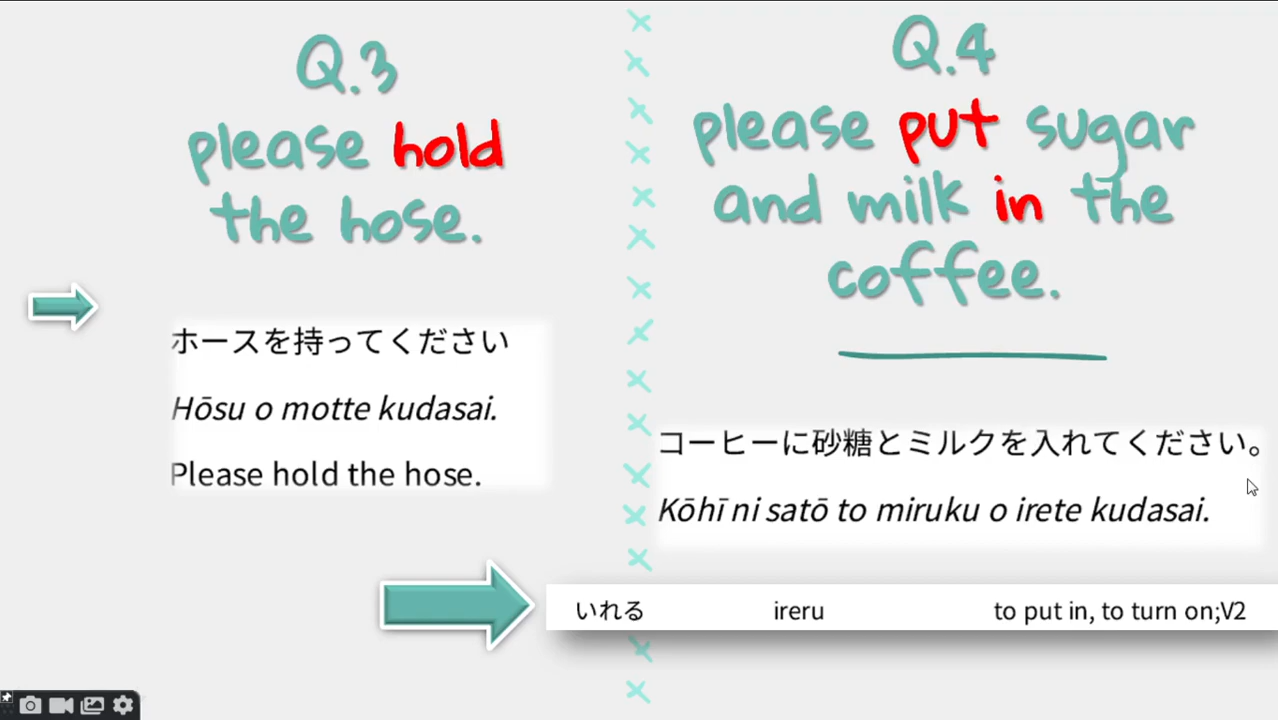 Q.3
please hold
the hose.
ホースを持ってください
Hōsu o motte kudasai.
Please hold the hose.
Q.4
please put sugar
and milk in the
coffee.
コーヒーに砂糖とミルクを入れてください。
Kōhī ni satō to miruku o irete kudasai.
いれる ireru to put in, to turn on;V2